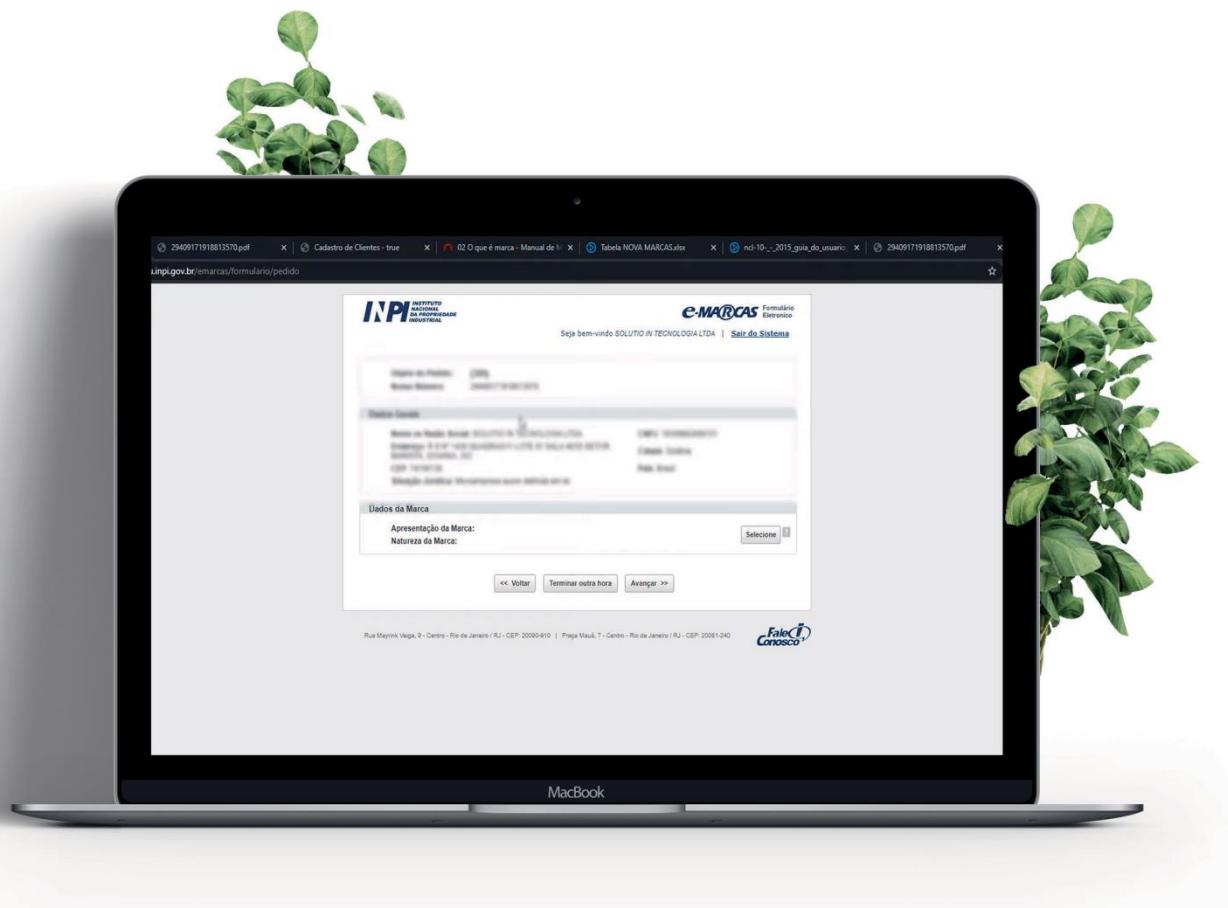 29409171918813570.pdf
Cadastro de Clientes - true
02 O que é marca - Manual de M
Tabela NOVA MARCAS.xlsx
ncl-10-_-_2015_guia_do_usuario_
29409171918813570.pdf
u.inpi.gov.br/emarcas/formulario/pedido
INPI INSTITUTO
NACIONAL
DA PROPRIEDADE
INDUSTRIAL
e-MARCAS Formulário
Eletronico
Seja bem-vindo SOLUTIO IN TECNOLOGIA LTDA | Sair do Sistema
Dados Gerais
Dados da Marca
Apresentação da Marca:
Natureza da Marca:
Selecione ?
<< Voltar
Terminar outra hora
Avançar >>
Rua Mayrink Veiga, 9 - Centro - Rio de Janeiro / RJ - CEP: 20090-910 | Praça Mauá, 7 - Centro - Rio de Janeiro / RJ - CEP: 20081-240
Fale
Conosco
MacBook